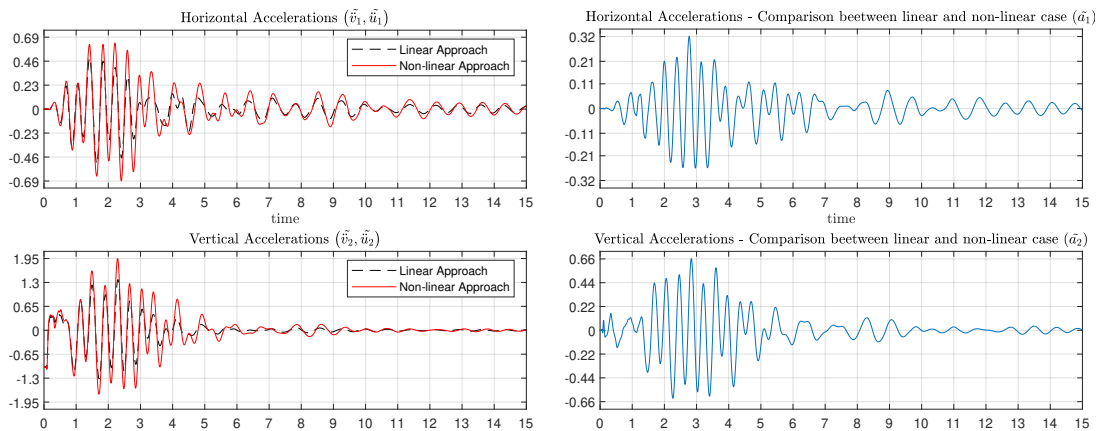 Horizontal Accelerations (ṽ̈₁, ũ̈₁)
0.69
0.46
0.23
0
-0.23
-0.46
-0.69
Linear Approach
Non-linear Approach
0 1 2 3 4 5 6 7 8 9 10 11 12 13 14 15
time
Horizontal Accelerations - Comparison beetween linear and non-linear case (ã₁)
0.32
0.21
0.11
0
-0.11
-0.21
-0.32
0 1 2 3 4 5 6 7 8 9 10 11 12 13 14 15
time
Vertical Accelerations (ṽ̈₂, ũ̈₂)
1.95
1.3
0.65
0
-0.65
-1.3
-1.95
Linear Approach
Non-linear Approach
0 1 2 3 4 5 6 7 8 9 10 11 12 13 14 15
Vertical Accelerations - Comparison beetween linear and non-linear case (ã₂)
0.66
0.44
0.22
0
-0.22
-0.44
-0.66
0 1 2 3 4 5 6 7 8 9 10 11 12 13 14 15